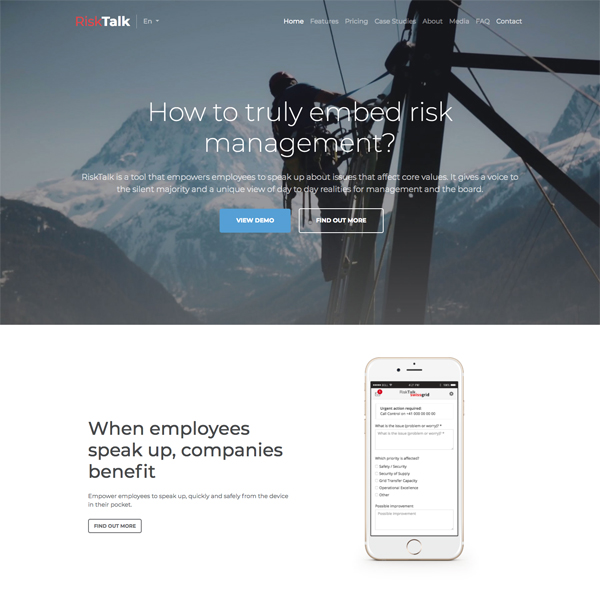 RiskTalk En
Home Features Pricing Case Studies About Media FAQ Contact
How to truly embed risk
management?
RiskTalk is a tool that empowers employees to speak up about issues that affect core values. It gives a voice to
the silent majority and a unique view of day to day realities for management and the board.
VIEW DEMO FIND OUT MORE
When employees
speak up, companies
benefit
Empower employees to speak up, quickly and safely from the device
in their pocket.
FIND OUT MORE
RiskTalk
Swissgrid
Urgent action required:
Call Control on +41 000 00 00 00
What is the issue (problem or worry)? *
What is the issue (problem or worry)? *
Which priority is affected?
Safety / Security
Security of Supply
Grid Transfer Capacity
Operational Excellence
Other
Possible improvement
Possible improvement